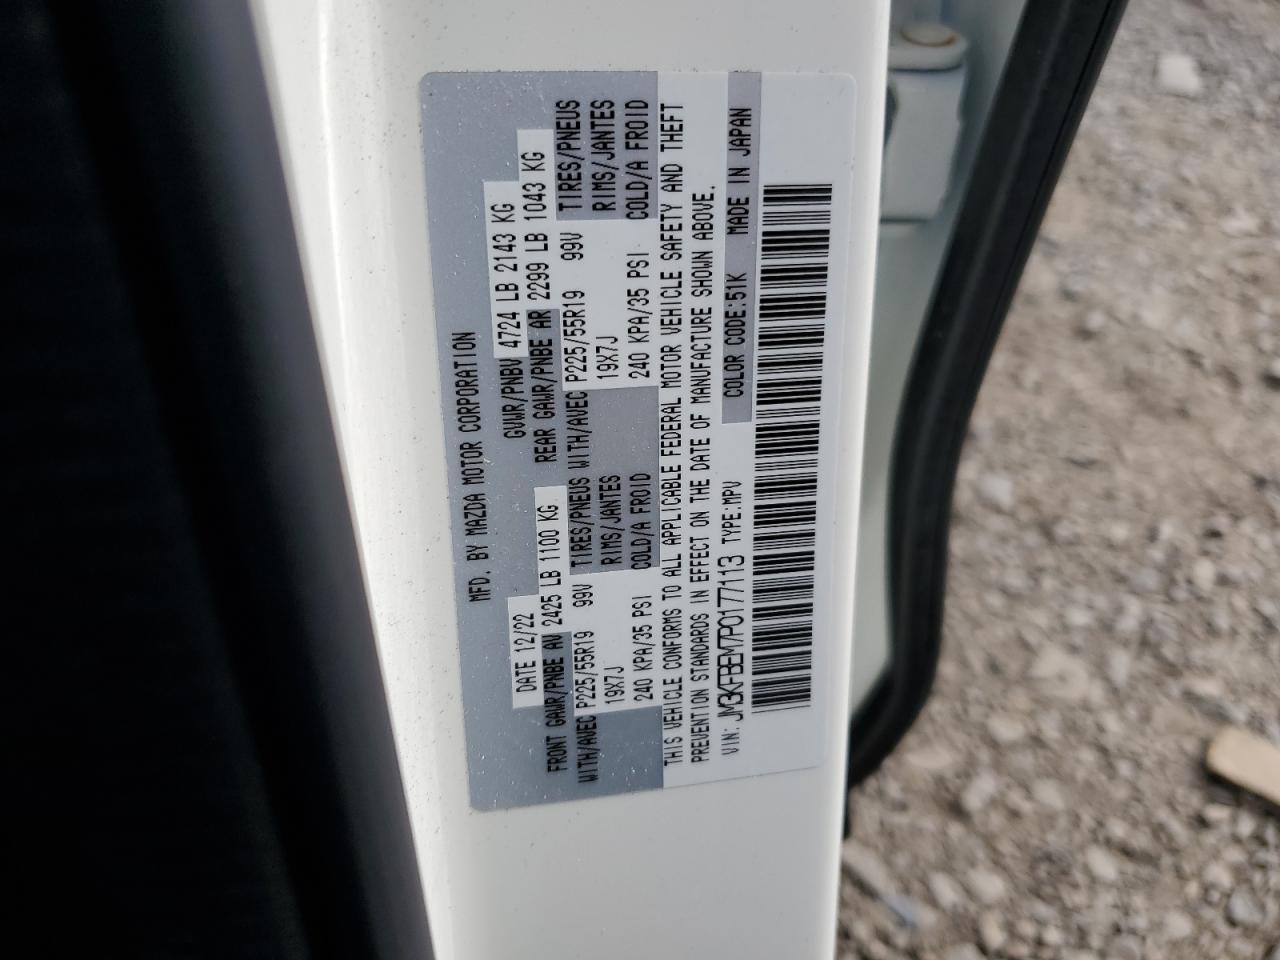 MFD. BY MAZDA MOTOR CORPORATION
DATE 12/22 GVWR/PNBV 4724 LB 2143 KG
FRONT GAWR/PNBE AV 2425 LB 1100 KG REAR GAWR/PNBE AR 2299 LB 1043 KG
WITH/AVEC P225/55R19 99V TIRES/PNEUS WITH/AVEC P225/55R19 99V TIRES/PNEUS
19X7J RIMS/JANTES 19X7J RIMS/JANTES
240 KPA/35 PSI COLD/A FROID 240 KPA/35 PSI COLD/A FROID
THIS VEHICLE CONFORMS TO ALL APPLICABLE FEDERAL MOTOR VEHICLE SAFETY AND THEFT
PREVENTION STANDARDS IN EFFECT ON THE DATE OF MANUFACTURE SHOWN ABOVE.
VIN: JM3KFBEM7P0177113 TYPE:MPV COLOR CODE:51K MADE IN JAPAN